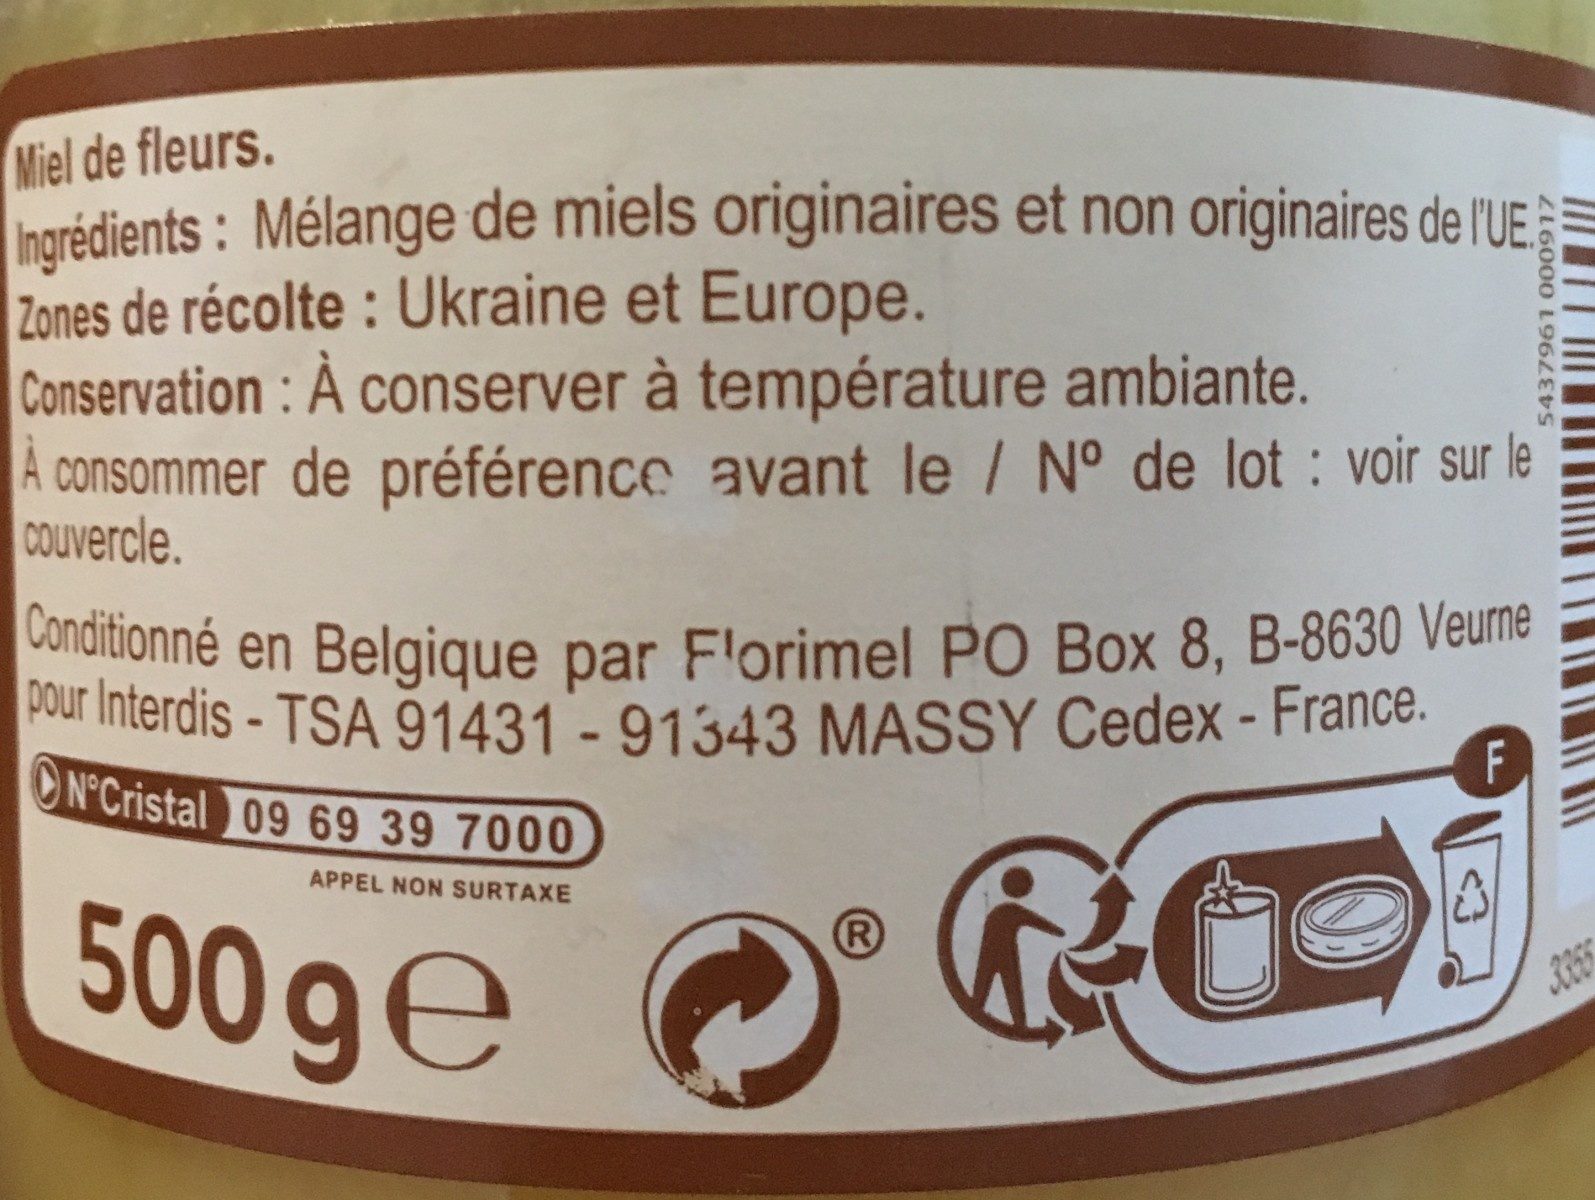 Miel de fleurs.
Ingrédients : Mélange de miels originaires et non originaires de l'UE.
Zones de récolte : Ukraine et Europe.
Conservation : À conserver à température ambiante.
À consommer de préférence avant le / Nº de lot : voir sur le
couvercle.
Conditionné en Belgique par Florimel PO Box 8, B-8630 Veurne
pour Interdis - TSA 91431 - 91343 MASSY Cedex - France.
N°Cristal 09 69 39 7000
APPEL NON SURTAXE
500 g e
®
F
5437961 000917
3365